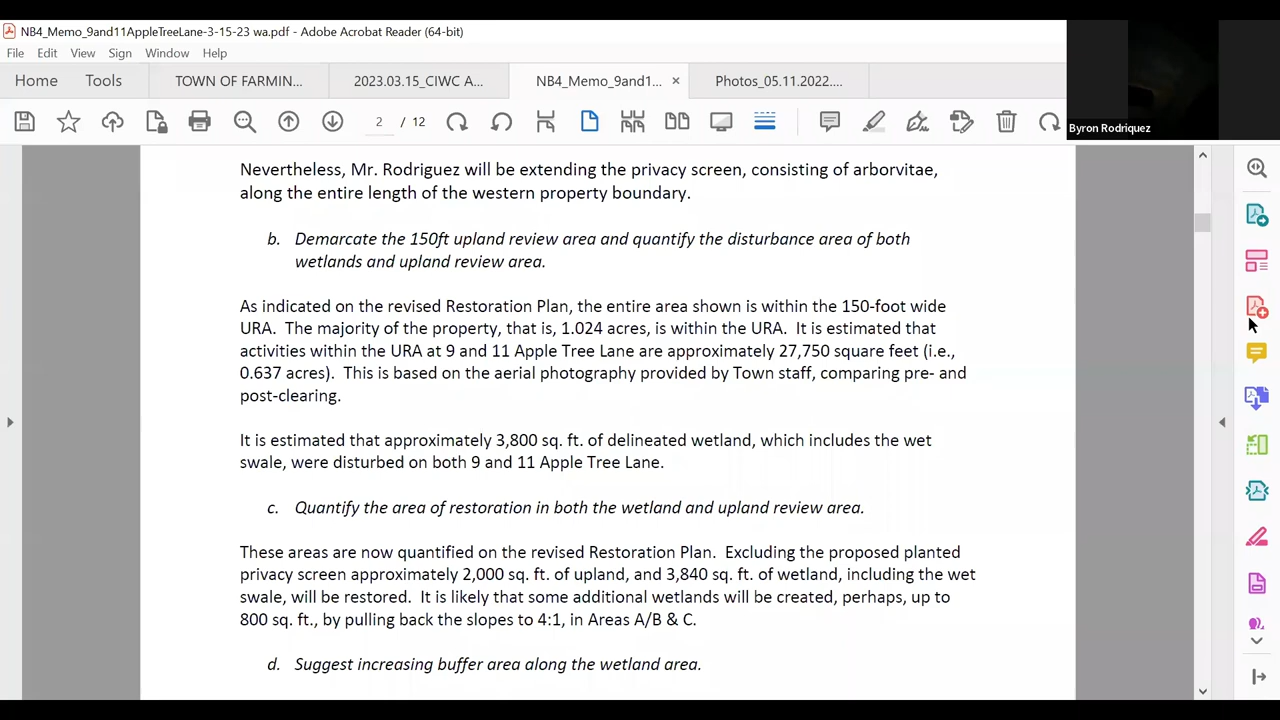 NB4_Memo_9and11AppleTreeLane-3-15-23 wa.pdf - Adobe Acrobat Reader (64-bit)
File Edit View Sign Window Help
Home Tools TOWN OF FARMIN... 2023.03.15_CIWC A... NB4_Memo_9and1... × Photos_05.11.2022....
2 / 12
Byron Rodriquez
Nevertheless, Mr. Rodriguez will be extending the privacy screen, consisting of arborvitae,
along the entire length of the western property boundary.
b. Demarcate the 150ft upland review area and quantify the disturbance area of both
wetlands and upland review area.
As indicated on the revised Restoration Plan, the entire area shown is within the 150-foot wide
URA. The majority of the property, that is, 1.024 acres, is within the URA. It is estimated that
activities within the URA at 9 and 11 Apple Tree Lane are approximately 27,750 square feet (i.e.,
0.637 acres). This is based on the aerial photography provided by Town staff, comparing pre- and
post-clearing.
It is estimated that approximately 3,800 sq. ft. of delineated wetland, which includes the wet
swale, were disturbed on both 9 and 11 Apple Tree Lane.
c. Quantify the area of restoration in both the wetland and upland review area.
These areas are now quantified on the revised Restoration Plan. Excluding the proposed planted
privacy screen approximately 2,000 sq. ft. of upland, and 3,840 sq. ft. of wetland, including the wet
swale, will be restored. It is likely that some additional wetlands will be created, perhaps, up to
800 sq. ft., by pulling back the slopes to 4:1, in Areas A/B & C.
d. Suggest increasing buffer area along the wetland area.